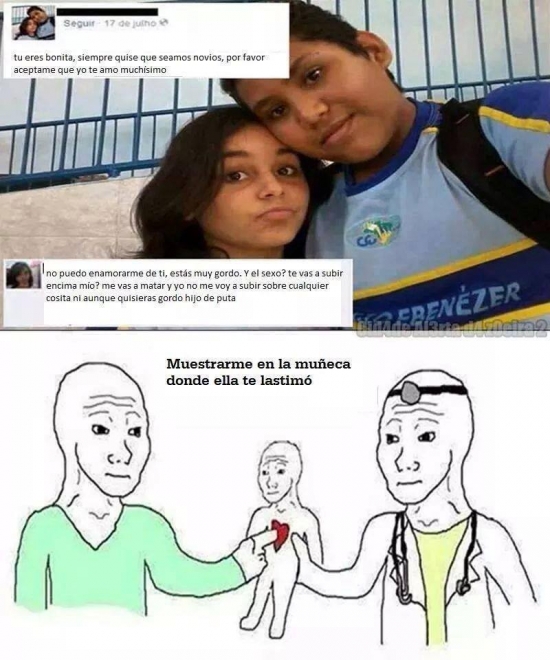 Seguir · 17 de julho
tu eres bonita, siempre quise que seamos novios, por favor
aceptame que yo te amo muchísimo
no puedo enamorarme de ti, estás muy gordo. Y el sexo? te vas a subir
encima mío? me vas a matar y yo no me voy a subir sobre cualquier
cosita ni aunque quisieras gordo hijo de puta
EBENÉZER
Muestrarme en la muñeca
donde ella te lastimó